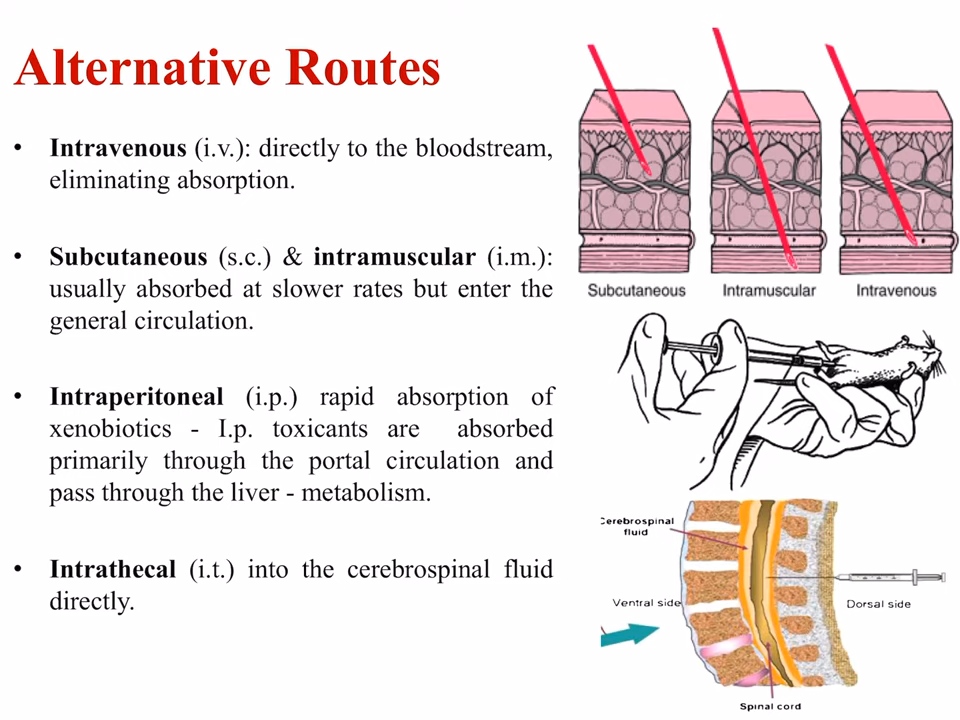 Alternative Routes
• Intravenous (i.v.): directly to the bloodstream,
eliminating absorption.
• Subcutaneous (s.c.) & intramuscular (i.m.):
usually absorbed at slower rates but enter the
general circulation.
• Intraperitoneal (i.p.) rapid absorption of
xenobiotics - I.p. toxicants are absorbed
primarily through the portal circulation and
pass through the liver - metabolism.
• Intrathecal (i.t.) into the cerebrospinal fluid
directly.
Subcutaneous Intramuscular Intravenous
Cerebrospinal
fluid
Ventral side
Dorsal side
Spinal cord